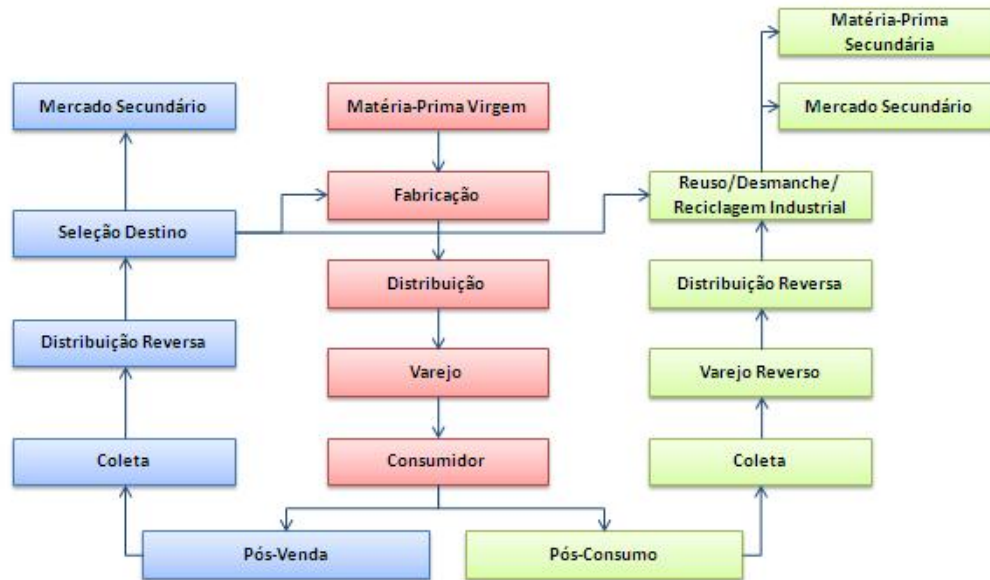 Matéria-Prima
Secundária
Mercado Secundário
Matéria-Prima Virgem
Mercado Secundário
Fabricação
Reuso/Desmanche/
Reciclagem Industrial
Seleção Destino
Distribuição
Distribuição Reversa
Distribuição Reversa
Varejo
Varejo Reverso
Coleta
Consumidor
Coleta
Pós-Venda
Pós-Consumo